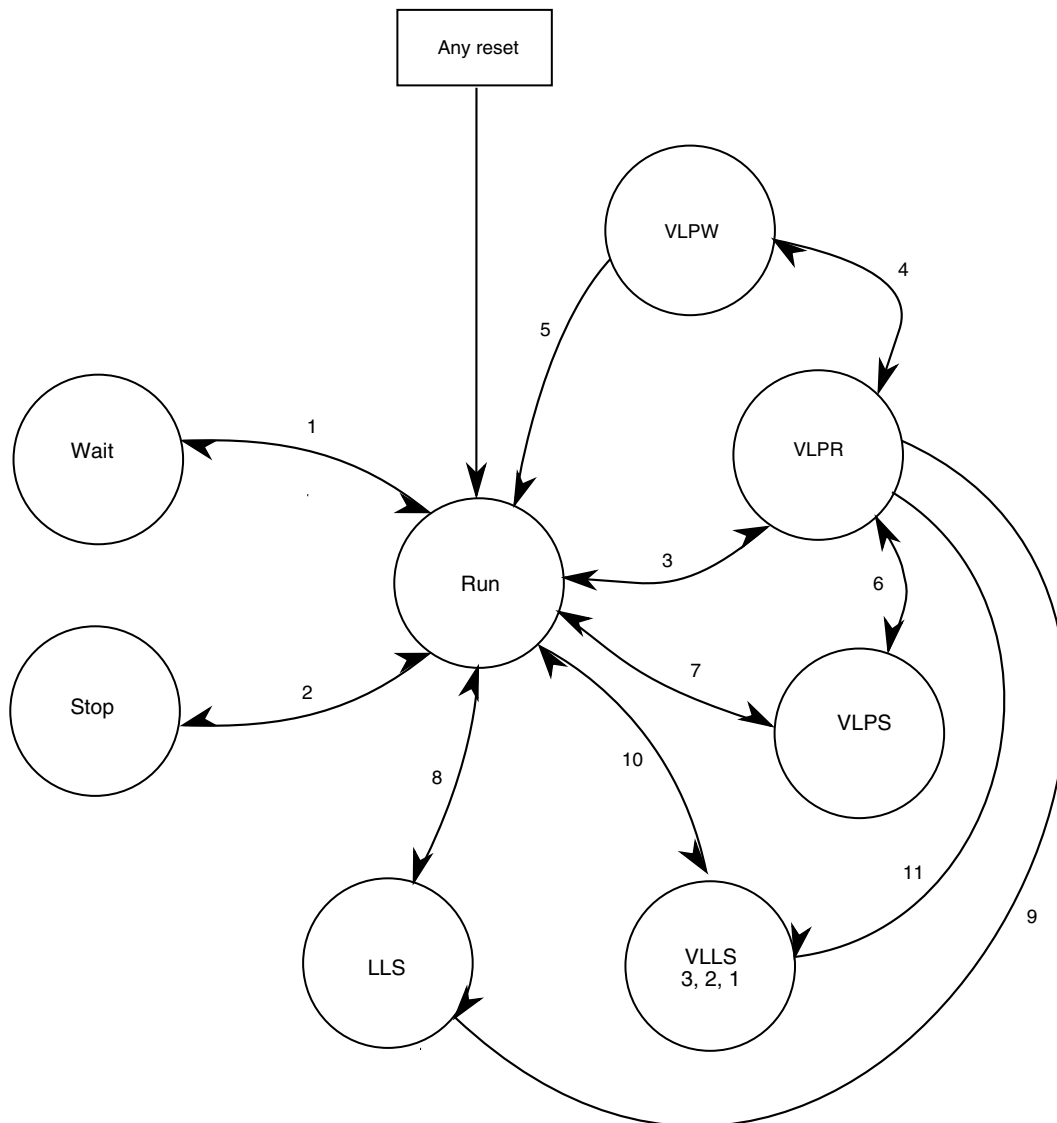 Any reset
VLPW
4
5
Wait
1
VLPR
Run
3
6
Stop
2
7
VLPS
8
10
11
9
LLS
VLLS
3, 2, 1